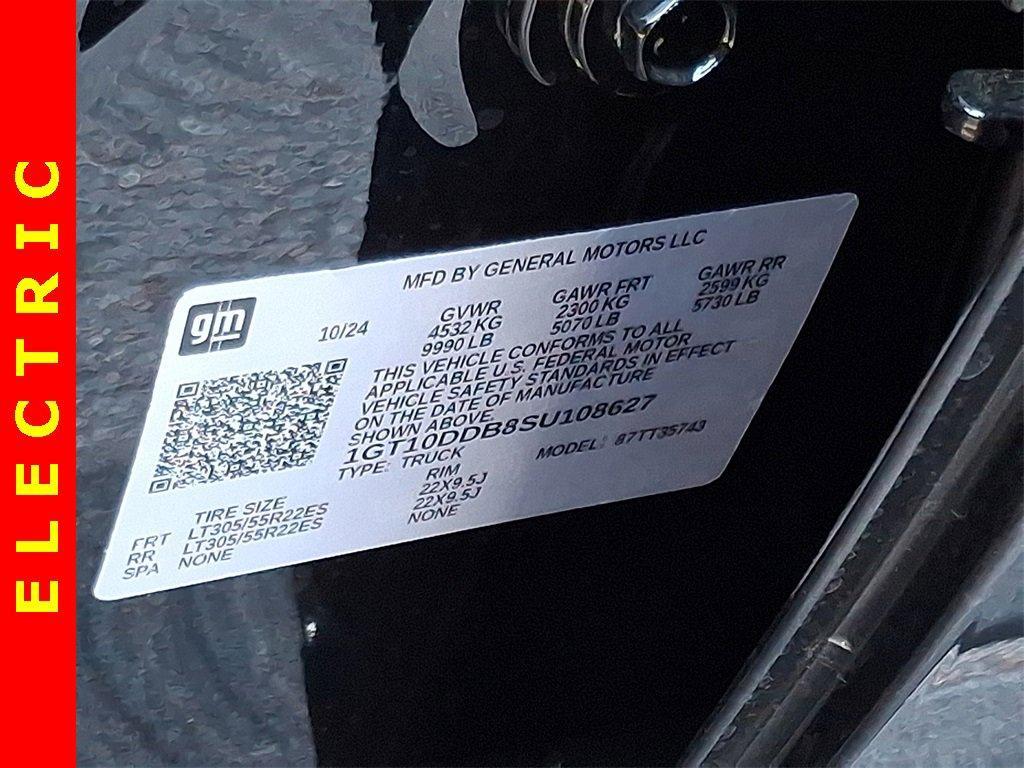 ELECTRIC
MFD BY GENERAL MOTORS LLC
gm
10/24
GVWR GAWR FRT GAWR RR
4532 KG 2300 KG 2599 KG
9990 LB 5070 LB 5730 LB
THIS VEHICLE CONFORMS TO ALL
APPLICABLE U.S. FEDERAL MOTOR
VEHICLE SAFETY STANDARDS IN EFFECT
ON THE DATE OF MANUFACTURE
SHOWN ABOVE.
1GT10DDB8SU108627
TYPE: TRUCK MODEL: 87TT35743
TIRE SIZE RIM
FRT LT305/55R22ES 22X9.5J
RR LT305/55R22ES 22X9.5J
SPA NONE NONE